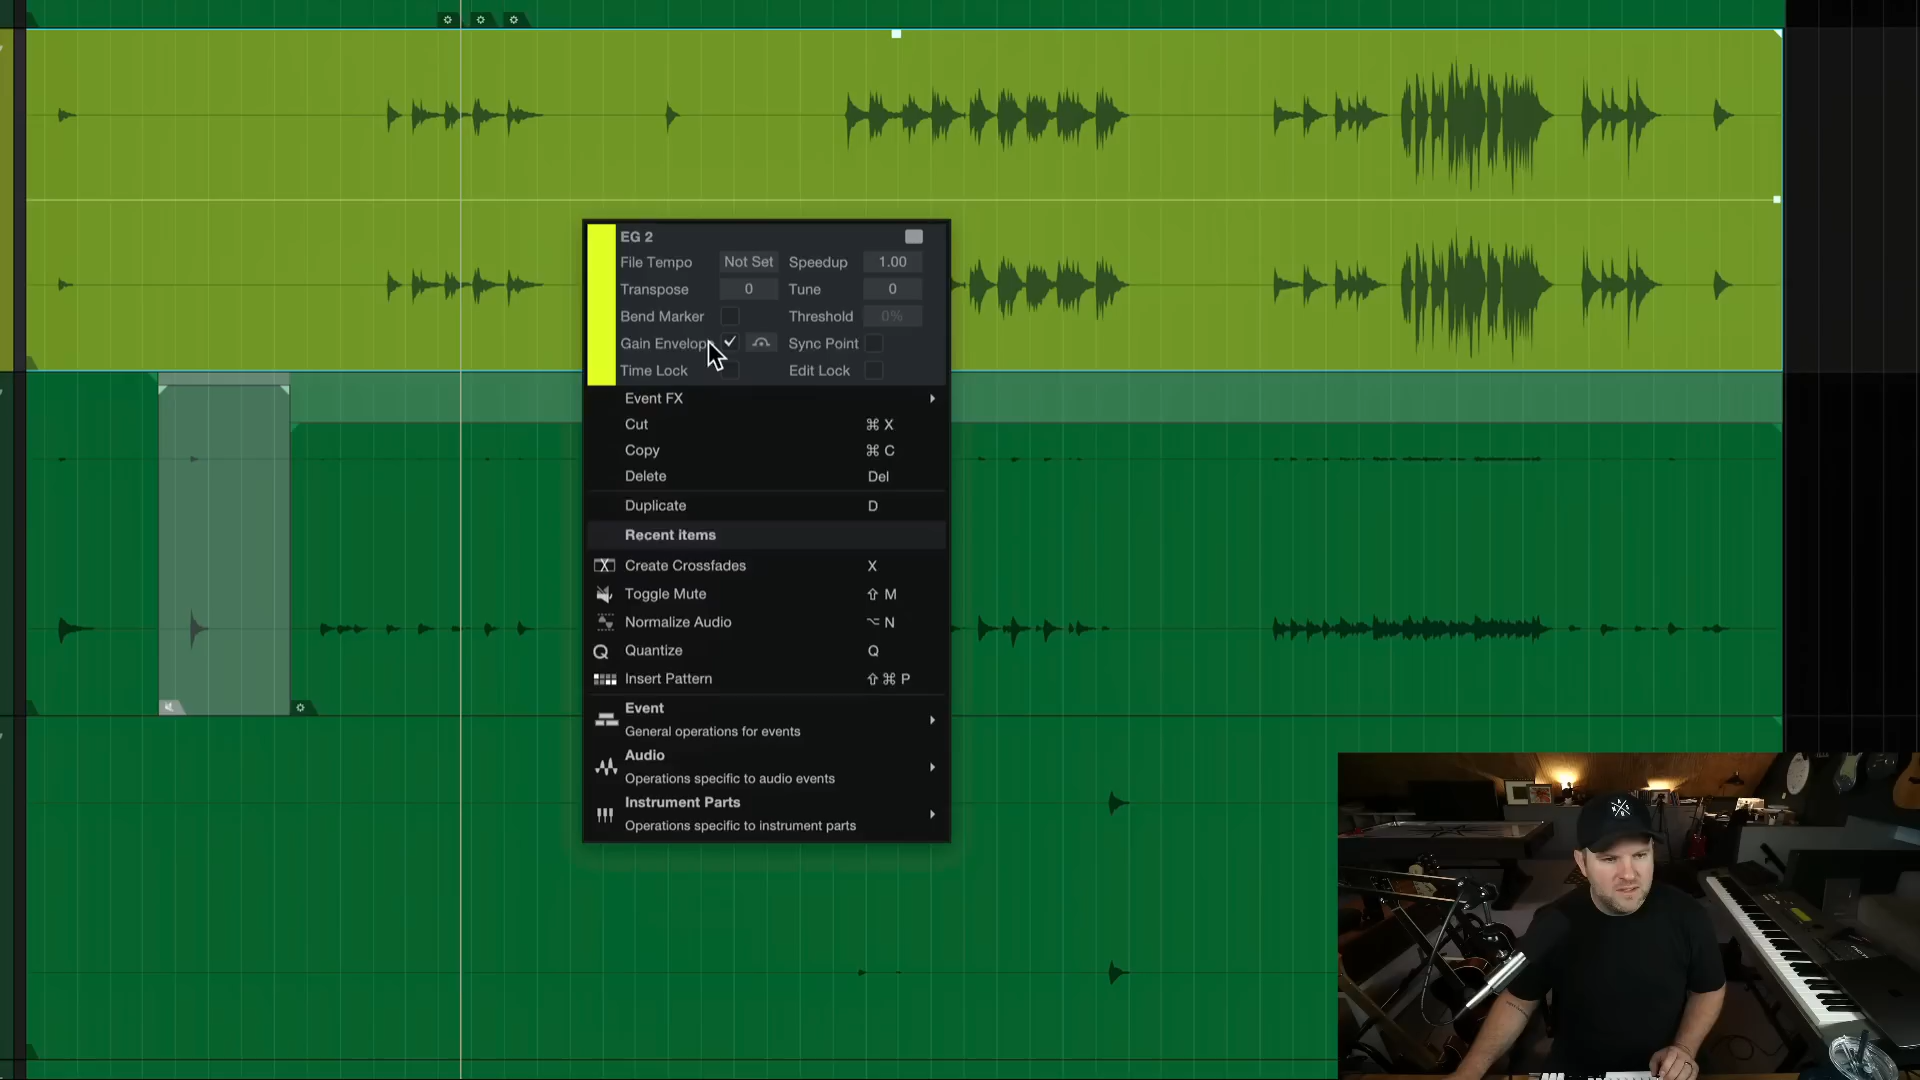 EG 2
File Tempo Not Set Speedup 1.00
Transpose 0 Tune 0
Bend Marker Threshold 0%
Gain Envelop Sync Point
Time Lock Edit Lock
Event FX
Cut ⌘ X
Copy ⌘ C
Delete Del
Duplicate D
Recent items
Create Crossfades X
Toggle Mute ⇧ M
Normalize Audio ⌥ N
Quantize Q
Insert Pattern ⇧ ⌘ P
Event
General operations for events
Audio
Operations specific to audio events
Instrument Parts
Operations specific to instrument parts